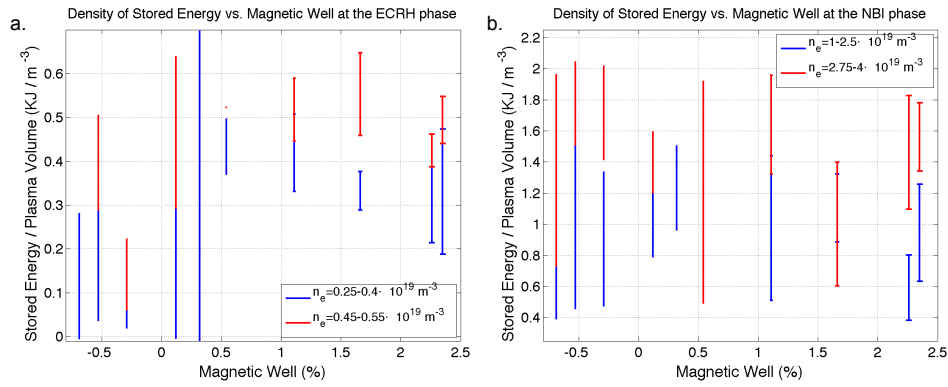 a.
Density of Stored Energy vs. Magnetic Well at the ECRH phase
Stored Energy / Plasma Volume (KJ / m⁻³)
0.6
0.5
0.4
0.3
0.2
0.1
0
nₑ=0.25-0.4· 10¹⁹ m⁻³
nₑ=0.45-0.55· 10¹⁹ m⁻³
-0.5 0 0.5 1 1.5 2 2.5
Magnetic Well (%)
b.
Density of Stored Energy vs. Magnetic Well at the NBI phase
Stored Energy / Plasma Volume (KJ / m⁻³)
2.2
2
1.8
1.6
1.4
1.2
1
0.8
0.6
0.4
nₑ=1-2.5· 10¹⁹ m⁻³
nₑ=2.75-4· 10¹⁹ m⁻³
-0.5 0 0.5 1 1.5 2 2.5
Magnetic Well (%)